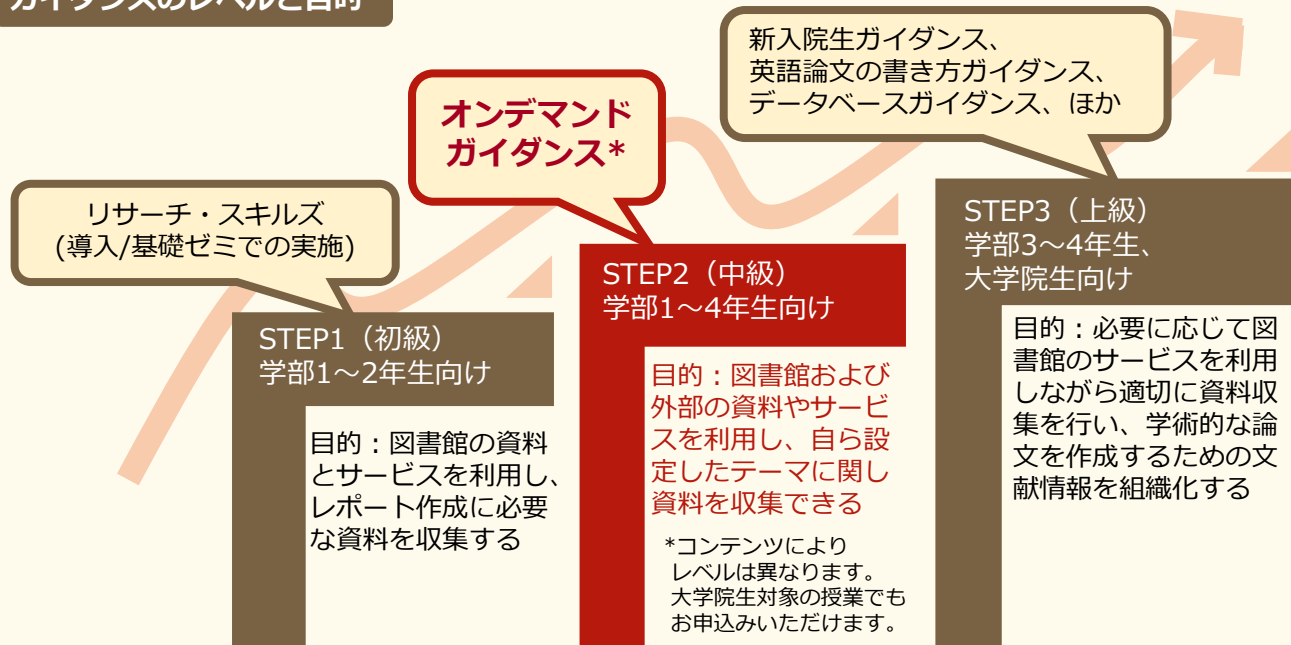 ガイダンスのレベルと目的
新入院生ガイダンス、
英語論文の書き方ガイダンス、
データベースガイダンス、ほか
オンデマンド
ガイダンス*
リサーチ・スキルズ
(導入/基礎ゼミでの実施)
STEP1（初級）
学部1～2年生向け
目的：図書館の資料
とサービスを利用し、
レポート作成に必要
な資料を収集する
STEP2（中級）
学部1～4年生向け
目的：図書館および
外部の資料やサービ
スを利用し、自ら設
定したテーマに関し
資料を収集できる
*コンテンツにより
レベルは異なります。
大学院生対象の授業でも
お申込みいただけます。
STEP3（上級）
学部3～4年生、
大学院生向け
目的：必要に応じて図
書館のサービスを利用
しながら適切に資料収
集を行い、学術的な論
文を作成するための文
献情報を組織化する